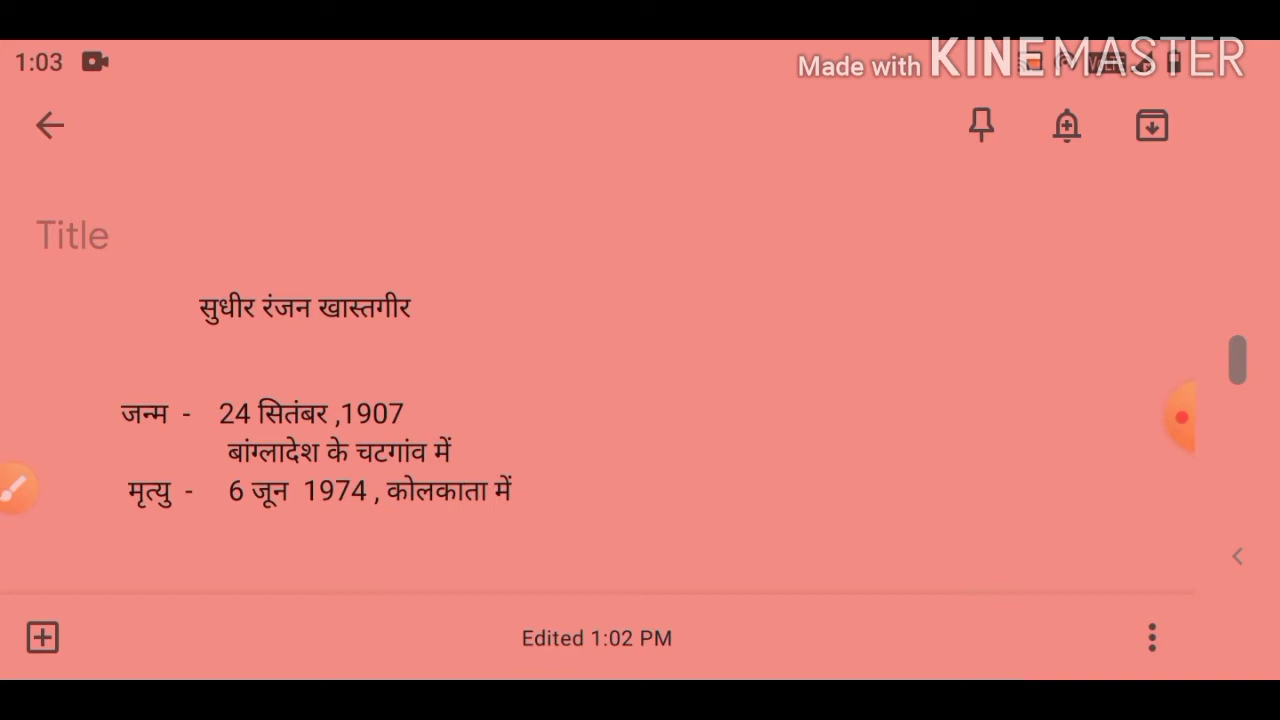 1:03
Made with KINEMASTER
Title
सुधीर रंजन खास्तगीर
जन्म - 24 सितंबर ,1907
बांग्लादेश के चटगांव में
मृत्यु - 6 जून 1974 , कोलकाता में
Edited 1:02 PM